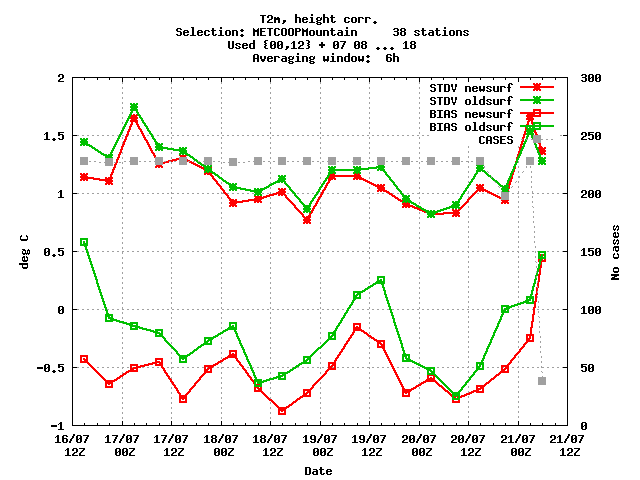 T2m, height corr.
Selection: METCOOPMountain     38 stations
Used {00,12} + 07 08 ... 18
Averaging window:  6h
2
1.5
1
0.5
0
-0.5
-1
deg C
300
250
200
150
100
50
0
No cases
STDV newsurf
STDV oldsurf
BIAS newsurf
BIAS oldsurf
CASES
16/07 17/07 17/07 18/07 18/07 19/07 19/07 20/07 20/07 21/07 21/07
12Z 00Z 12Z 00Z 12Z 00Z 12Z 00Z 12Z 00Z 12Z
Date